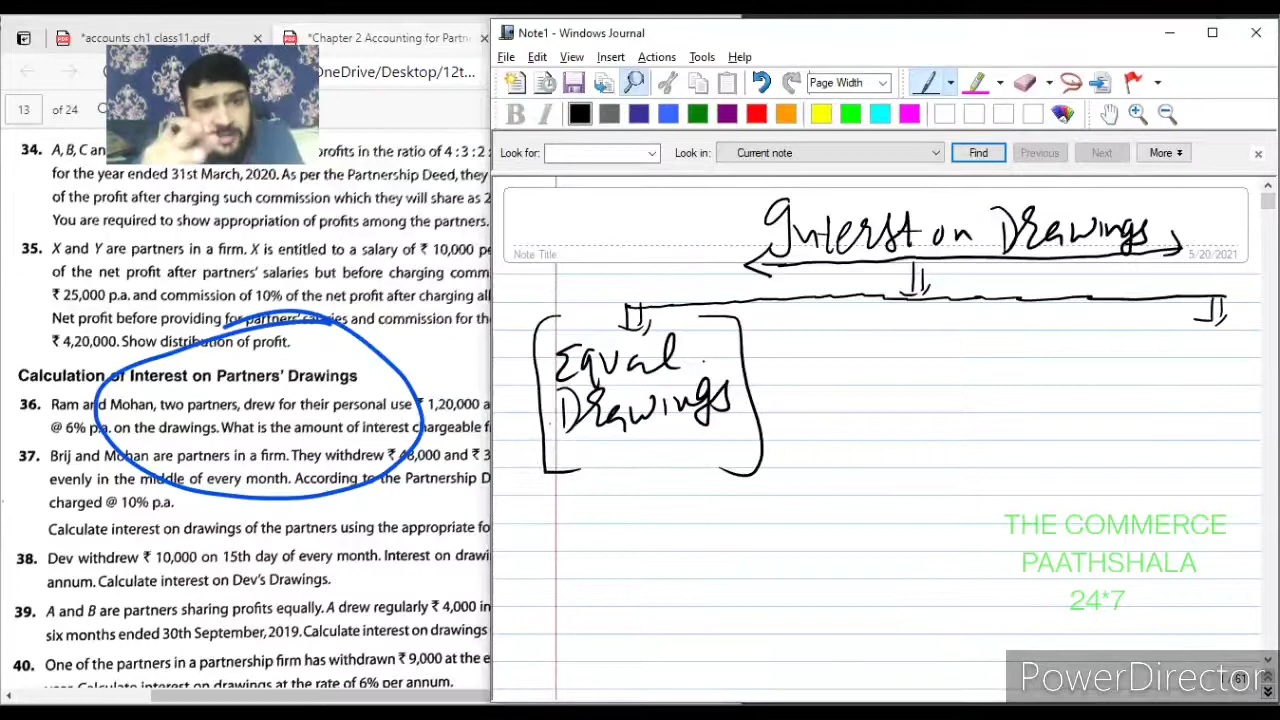 *accounts ch1 class11.pdf
*Chapter 2 Accounting for Partn
OneDrive/Desktop/12t...
13 of 24
34. A, B, C an profits in the ratio of 4 : 3 : 2 :
for the year ended 31st March, 2020. As per the Partnership Deed, they
of the profit after charging such commission which they will share as 2
You are required to show appropriation of profits among the partners.
35. X and Y are partners in a firm. X is entitled to a salary of ₹ 10,000 pe
of the net profit after partners' salaries but before charging comm
₹ 25,000 p.a. and commission of 10% of the net profit after charging all
Net profit before providing for partners' salaries and commission for the
₹ 4,20,000. Show distribution of profit.
Calculation of Interest on Partners' Drawings
36. Ram and Mohan, two partners, drew for their personal use ₹ 1,20,000 a
@ 6% p.a. on the drawings. What is the amount of interest chargeable f
37. Brij and Mohan are partners in a firm. They withdrew ₹ 48,000 and ₹ 3
evenly in the middle of every month. According to the Partnership D
charged @ 10% p.a.
Calculate interest on drawings of the partners using the appropriate fo
38. Dev withdrew ₹ 10,000 on 15th day of every month. Interest on drawi
annum. Calculate interest on Dev's Drawings.
39. A and B are partners sharing profits equally. A drew regularly ₹ 4,000 in
six months ended 30th September, 2019. Calculate interest on drawings
40. One of the partners in a partnership firm has withdrawn ₹ 9,000 at the e
year. Calculate interest on drawings at the rate of 6% per annum.
Note1 - Windows Journal
File Edit View Insert Actions Tools Help
Page Width
B I
Look for: Look in: Current note Find Previous Next More
Interst on Drawings
Note Title 5/20/2021
Equal
Drawings
THE COMMERCE
PAATHSHALA
24*7
PowerDirector